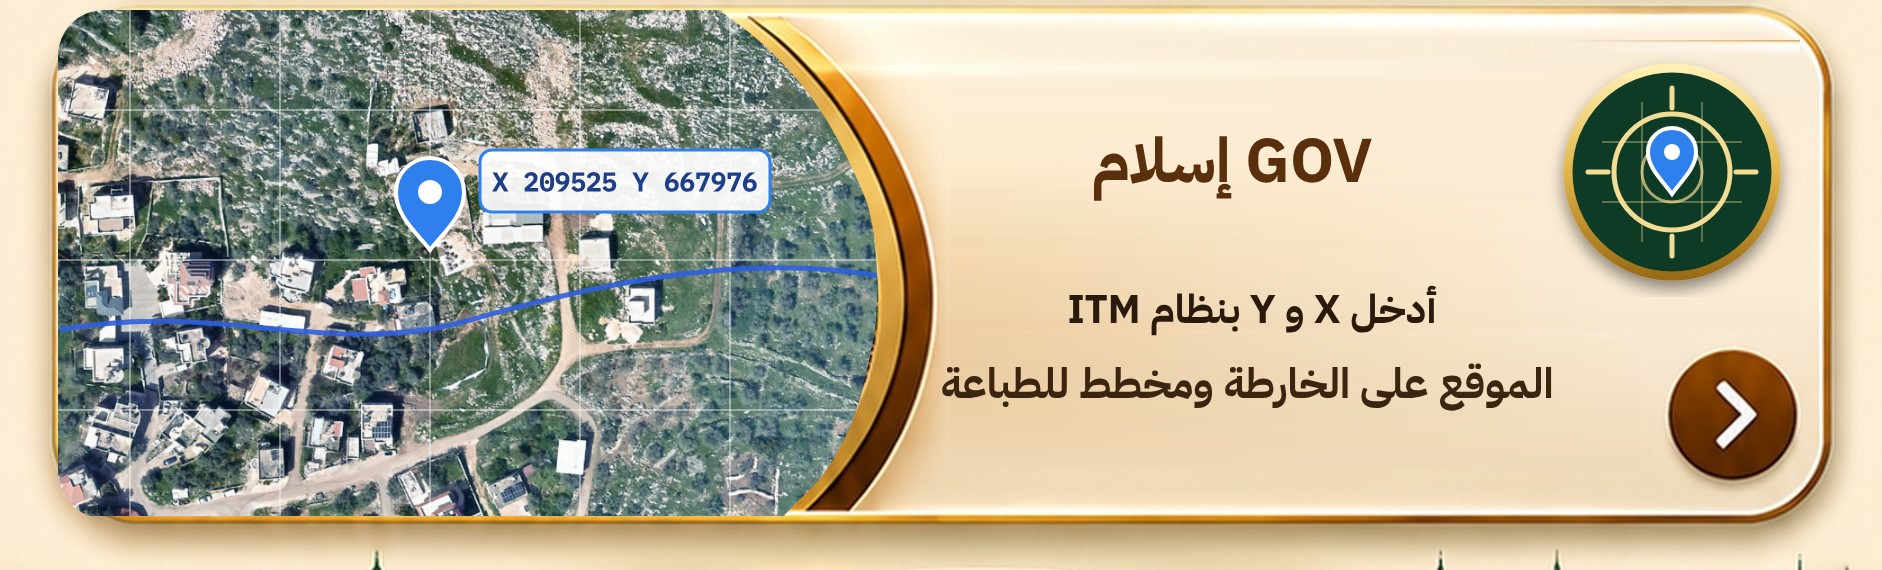 GOV إسلام
أدخل X و Y بنظام ITM
الموقع على الخارطة ومخطط للطباعة
X 209525 Y 667976